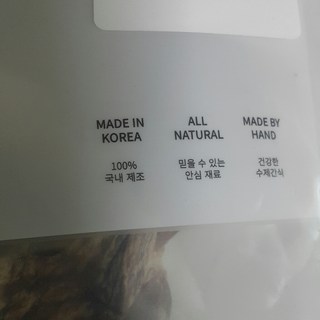 MADE IN
KOREA
100%
국내 제조
ALL
NATURAL
믿을 수 있는
안심 재료
MADE BY
HAND
건강한
수제간식